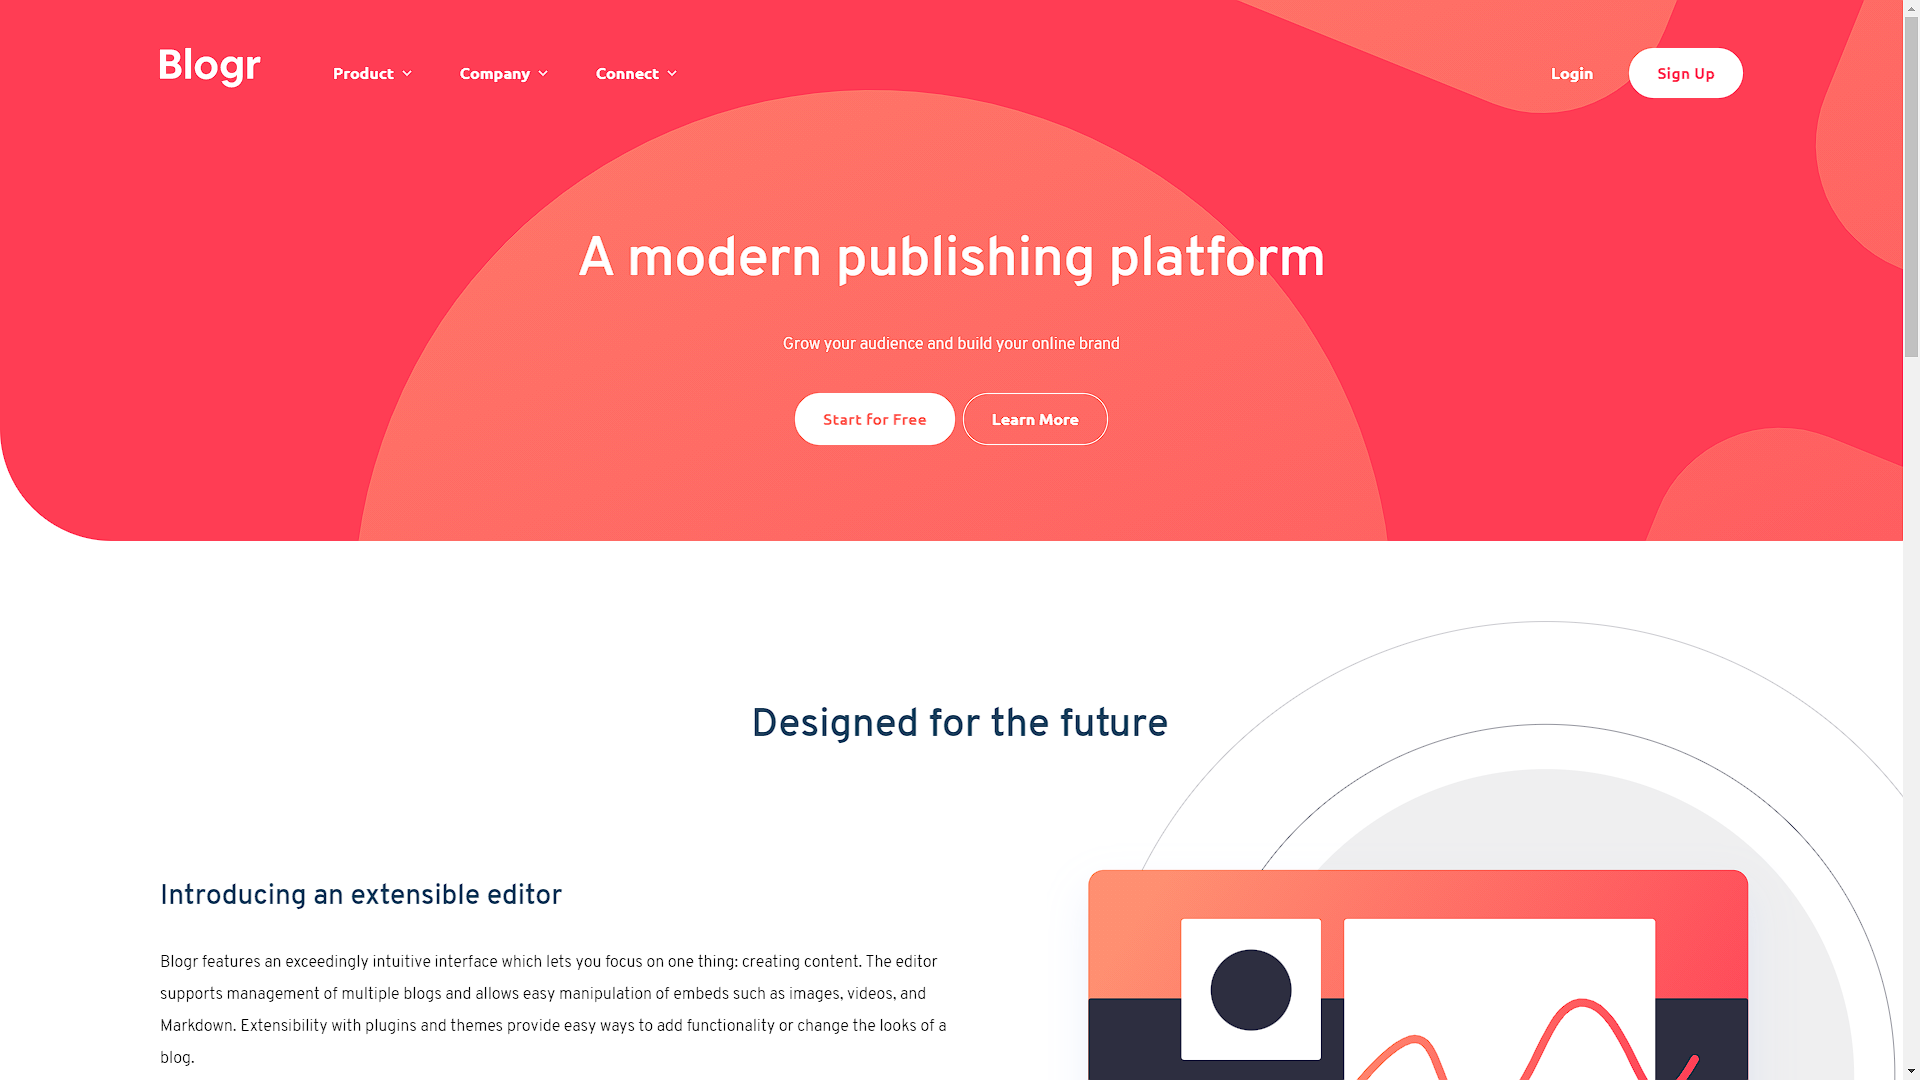 Blogr
Product
Company
Connect
Login
Sign Up
A modern publishing platform
Grow your audience and build your online brand
Start for Free
Learn More
Designed for the future
Introducing an extensible editor
Blogr features an exceedingly intuitive interface which lets you focus on one thing: creating content. The editor
supports management of multiple blogs and allows easy manipulation of embeds such as images, videos, and
Markdown. Extensibility with plugins and themes provide easy ways to add functionality or change the looks of a
blog.